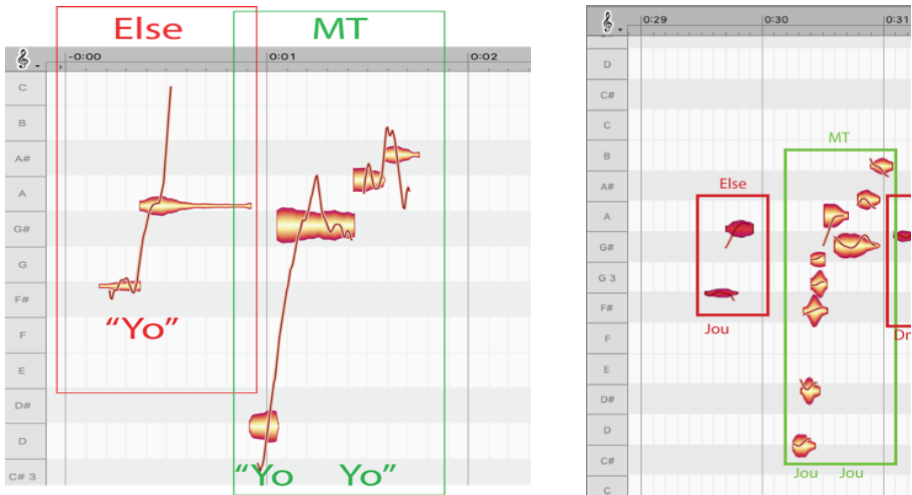 Else MT
-0:00 0:01 0:02
C
B
A#
A
G#
G
F#
F
E
D#
D
C# 3
"Yo"
"Yo Yo"
0:29 0:30 0:31
D
C#
C
B
A#
A
G#
G 3
F#
F
E
D#
D
C#
C
MT
Else
Jou
Jou Jou